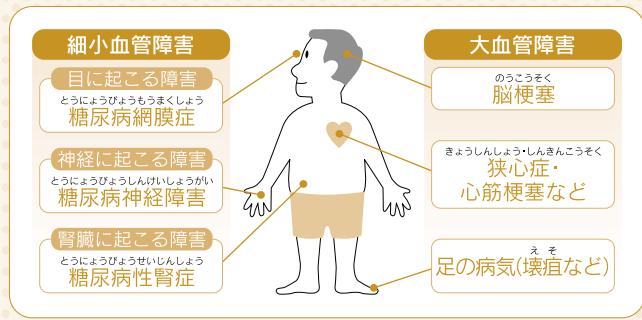 細小血管障害
目に起こる障害
とうにょうびょうもうまくしょう
糖尿病網膜症
神経に起こる障害
とうにょうびょうしんけいしょうがい
糖尿病神経障害
腎臓に起こる障害
とうにょうびょうせいじんしょう
糖尿病性腎症
大血管障害
のうこうそく
脳梗塞
きょうしんしょう・しんきんこうそく
狭心症・
心筋梗塞など
えそ
足の病気(壊疽など)